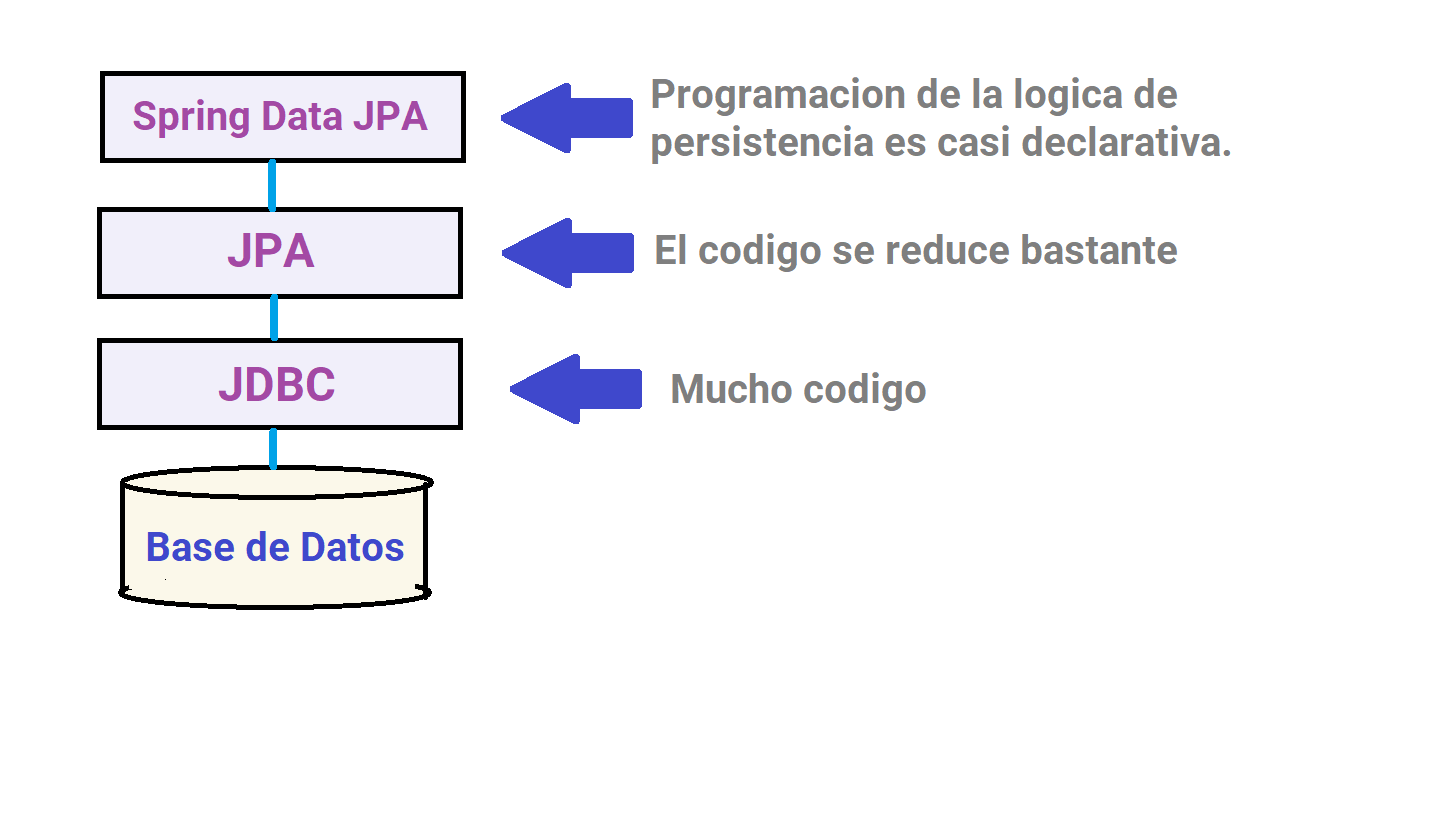 Spring Data JPA
Programacion de la logica de
persistencia es casi declarativa.
JPA
El codigo se reduce bastante
JDBC
Mucho codigo
Base de Datos